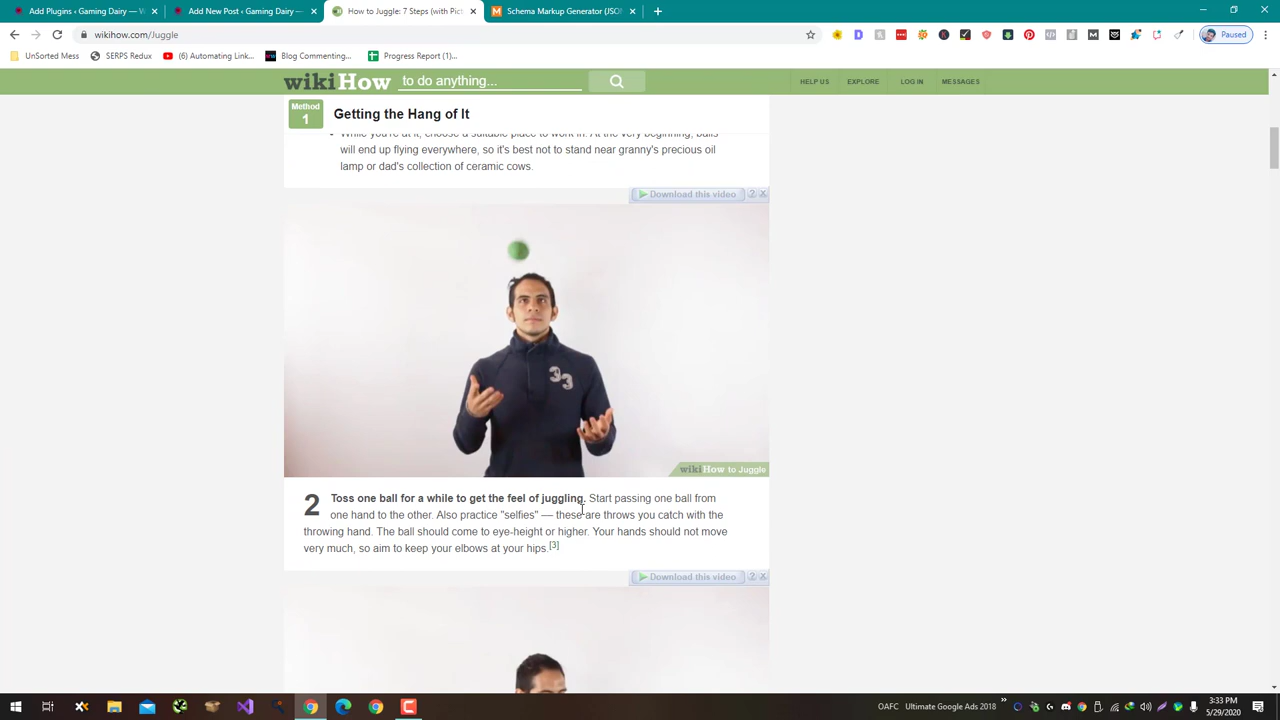 Add Plugins ‹ Gaming Dairy —
Add New Post ‹ Gaming Dairy
How to Juggle: 7 Steps (with Pict
Schema Markup Generator (JSON
wikihow.com/Juggle
Paused
UnSorted Mess
SERPS Robot
(6) Automating Link...
Blog Commenting...
Progress Report (1)...
wikiHow to do anything...
HELP US
EXPLORE
LOG IN
MESSAGES
Method
1
Getting the Hang of It
While you're at it, choose a suitable place to work in. At the very beginning, balls
will end up flying everywhere, so it's best not to stand near granny's precious oil
lamp or dad's collection of ceramic cows.
Download this video ? X
33
wikiHow to Juggle
2 Toss one ball for a while to get the feel of juggling. Start passing one ball from
one hand to the other. Also practice "selfies" — these are throws you catch with the
throwing hand. The ball should come to eye-height or higher. Your hands should not move
very much, so aim to keep your elbows at your hips.[3]
Download this video ? X
OAFC
Ultimate Google Ads 2018
3:33 PM
5/29/2020